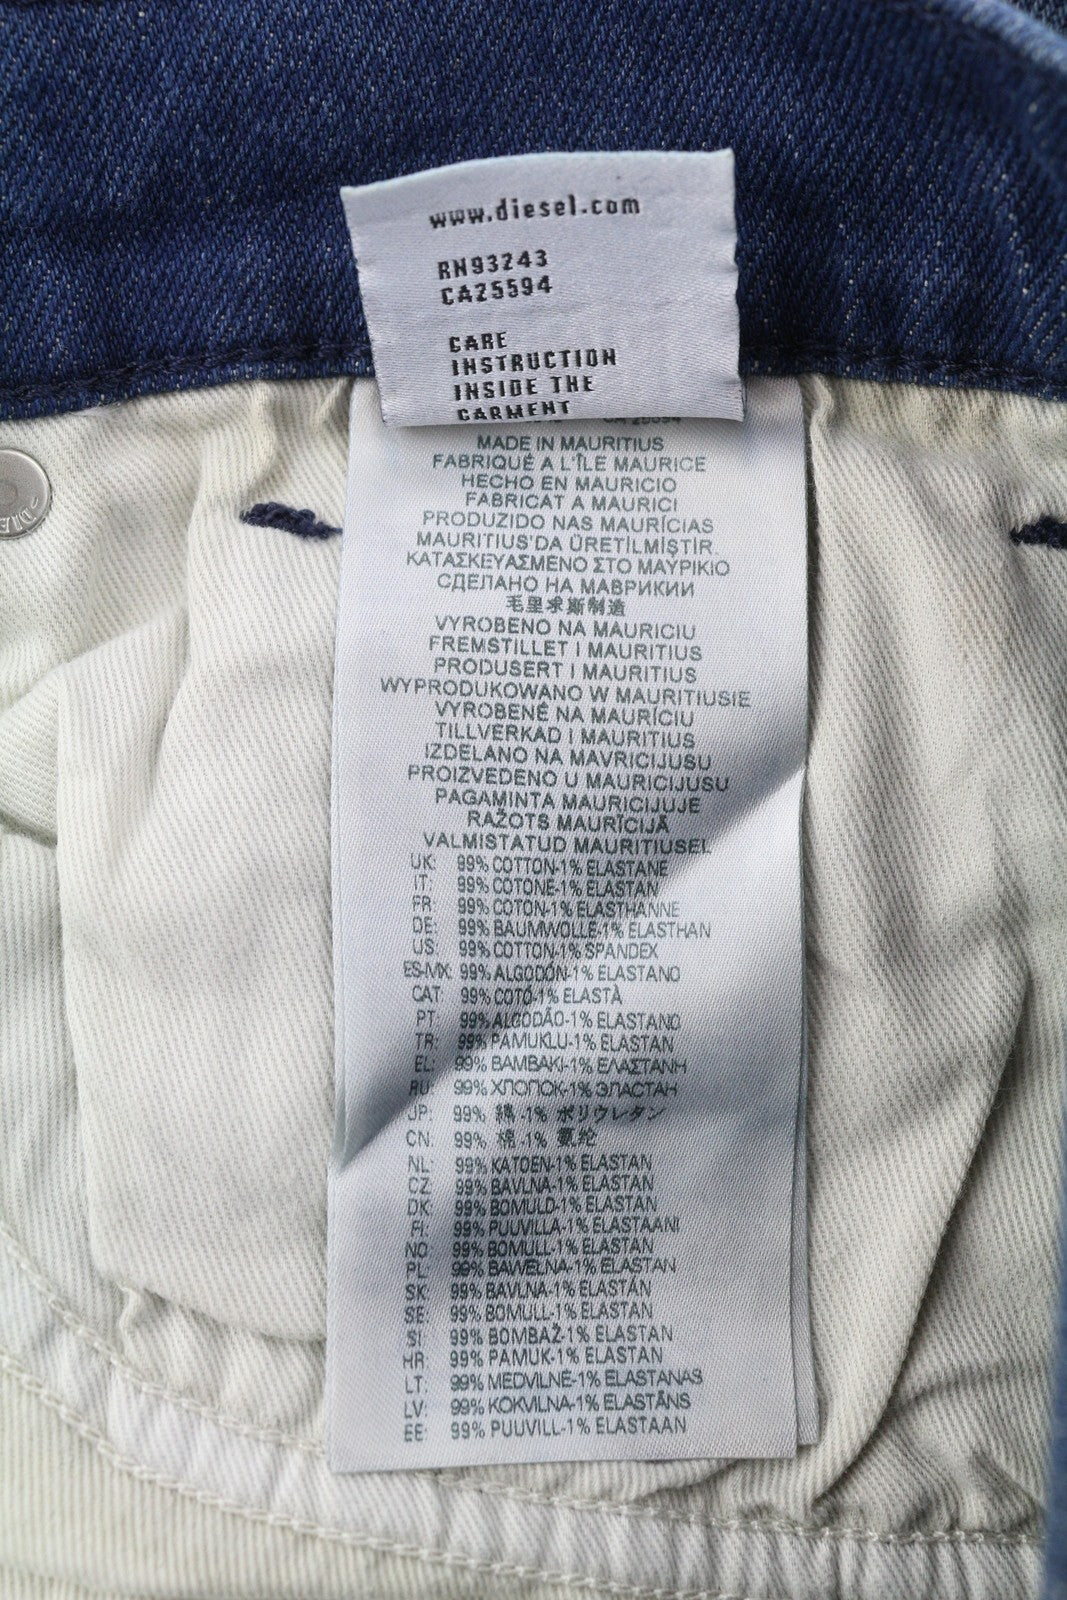 www.diesel.com
RN93243
CA25594
CARE
INSTRUCTION
INSIDE THE
GARMENT
CA 25594
MADE IN MAURITIUS
FABRIQUÉ A L'ÎLE MAURICE
HECHO EN MAURICIO
FABRICAT A MAURICI
PRODUZIDO NAS MAURÍCIAS
MAURITIUS'DA ÜRETİLMİŞTİR.
ΚΑΤΑΣΚΕΥΑΣΜΕΝΟ ΣΤΟ ΜΑΥΡΙΚΙΟ
СДЕЛАНО НА МАВРИКИИ
毛里求斯制造
VYROBENO NA MAURICIU
FREMSTILLET I MAURITIUS
PRODUSERT I MAURITIUS
WYPRODUKOWANO W MAURITIUSIE
VYROBENÉ NA MAURÍCIU
TILLVERKAD I MAURITIUS
IZDELANO NA MAVRICIJUSU
PROIZVEDENO U MAURICIJUSU
PAGAMINTA MAURICIJUJE
RAŽOTS MAURĪCIJĀ
VALMISTATUD MAURITIUSEL
UK: 99% COTTON-1% ELASTANE
IT: 99% COTONE-1% ELASTAN
FR: 99% COTON-1% ELASTHANNE
DE: 99% BAUMWOLLE-1% ELASTHAN
US: 99% COTTON-1% SPANDEX
ES-MX: 99% ALGODÓN-1% ELASTANO
CAT: 99% COTÓ-1% ELASTÀ
PT: 99% ALGODÃO-1% ELASTANO
TR: 99% PAMUKLU-1% ELASTAN
EL: 99% ΒΑΜΒΑΚΙ-1% ΕΛΑΣΤΑΝΗ
RU: 99% ХЛОПОК-1% ЭЛАСТАН
JP: 99% 綿 -1% ポリウレタン
CN: 99% 棉 -1% 氨纶
NL: 99% KATOEN-1% ELASTAN
CZ: 99% BAVLNA-1% ELASTAN
DK: 99% BOMULD-1% ELASTAN
FI: 99% PUUVILLA-1% ELASTAANI
NO: 99% BOMULL-1% ELASTAN
PL: 99% BAWEŁNA-1% ELASTAN
SK: 99% BAVLNA-1% ELASTÁN
SE: 99% BOMULL-1% ELASTAN
SI: 99% BOMBAŽ-1% ELASTAN
HR: 99% PAMUK-1% ELASTAN
LT: 99% MEDVILNĖ-1% ELASTANAS
LV: 99% KOKVILNA-1% ELASTĀNS
EE: 99% PUUVILL-1% ELASTAAN